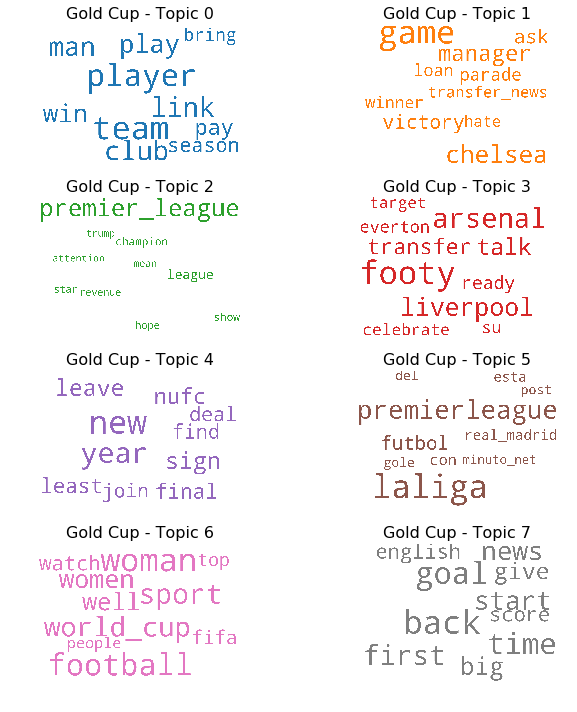 Gold Cup - Topic 0
man play bring
player
win link
team pay
club season
Gold Cup - Topic 1
game ask
manager
loan parade
transfer_news
winner
victory hate
chelsea
Gold Cup - Topic 2
premier_league
trump
champion
attention mean
league
star revenue
show
hope
Gold Cup - Topic 3
target
everton arsenal
transfer talk
footy ready
liverpool
celebrate su
Gold Cup - Topic 4
leave nufc
new deal
find
year sign
least join final
Gold Cup - Topic 5
del esta
post
premierleague
futbol real_madrid
gole con minuto_net
laliga
Gold Cup - Topic 6
watch woman top
women
well sport
world_cup
people fifa
football
Gold Cup - Topic 7
english news
goal give
start
back score
first time
big